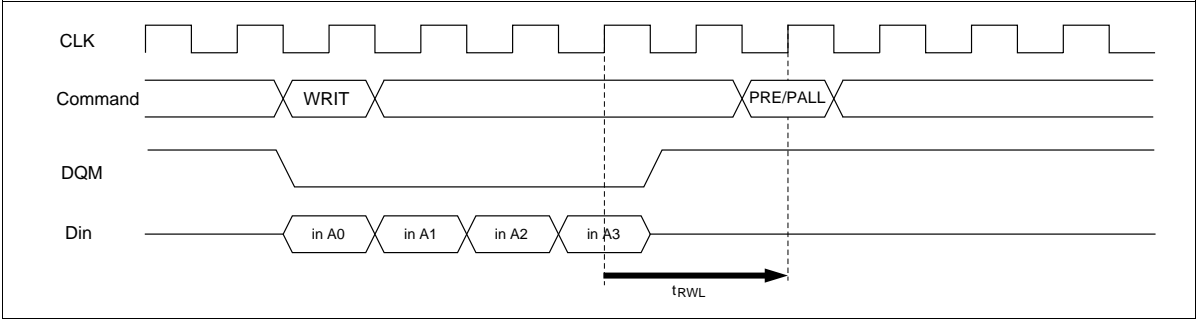 CLK
Command WRIT PRE/PALL
DQM
Din in A0 in A1 in A2 in A3
tRWL